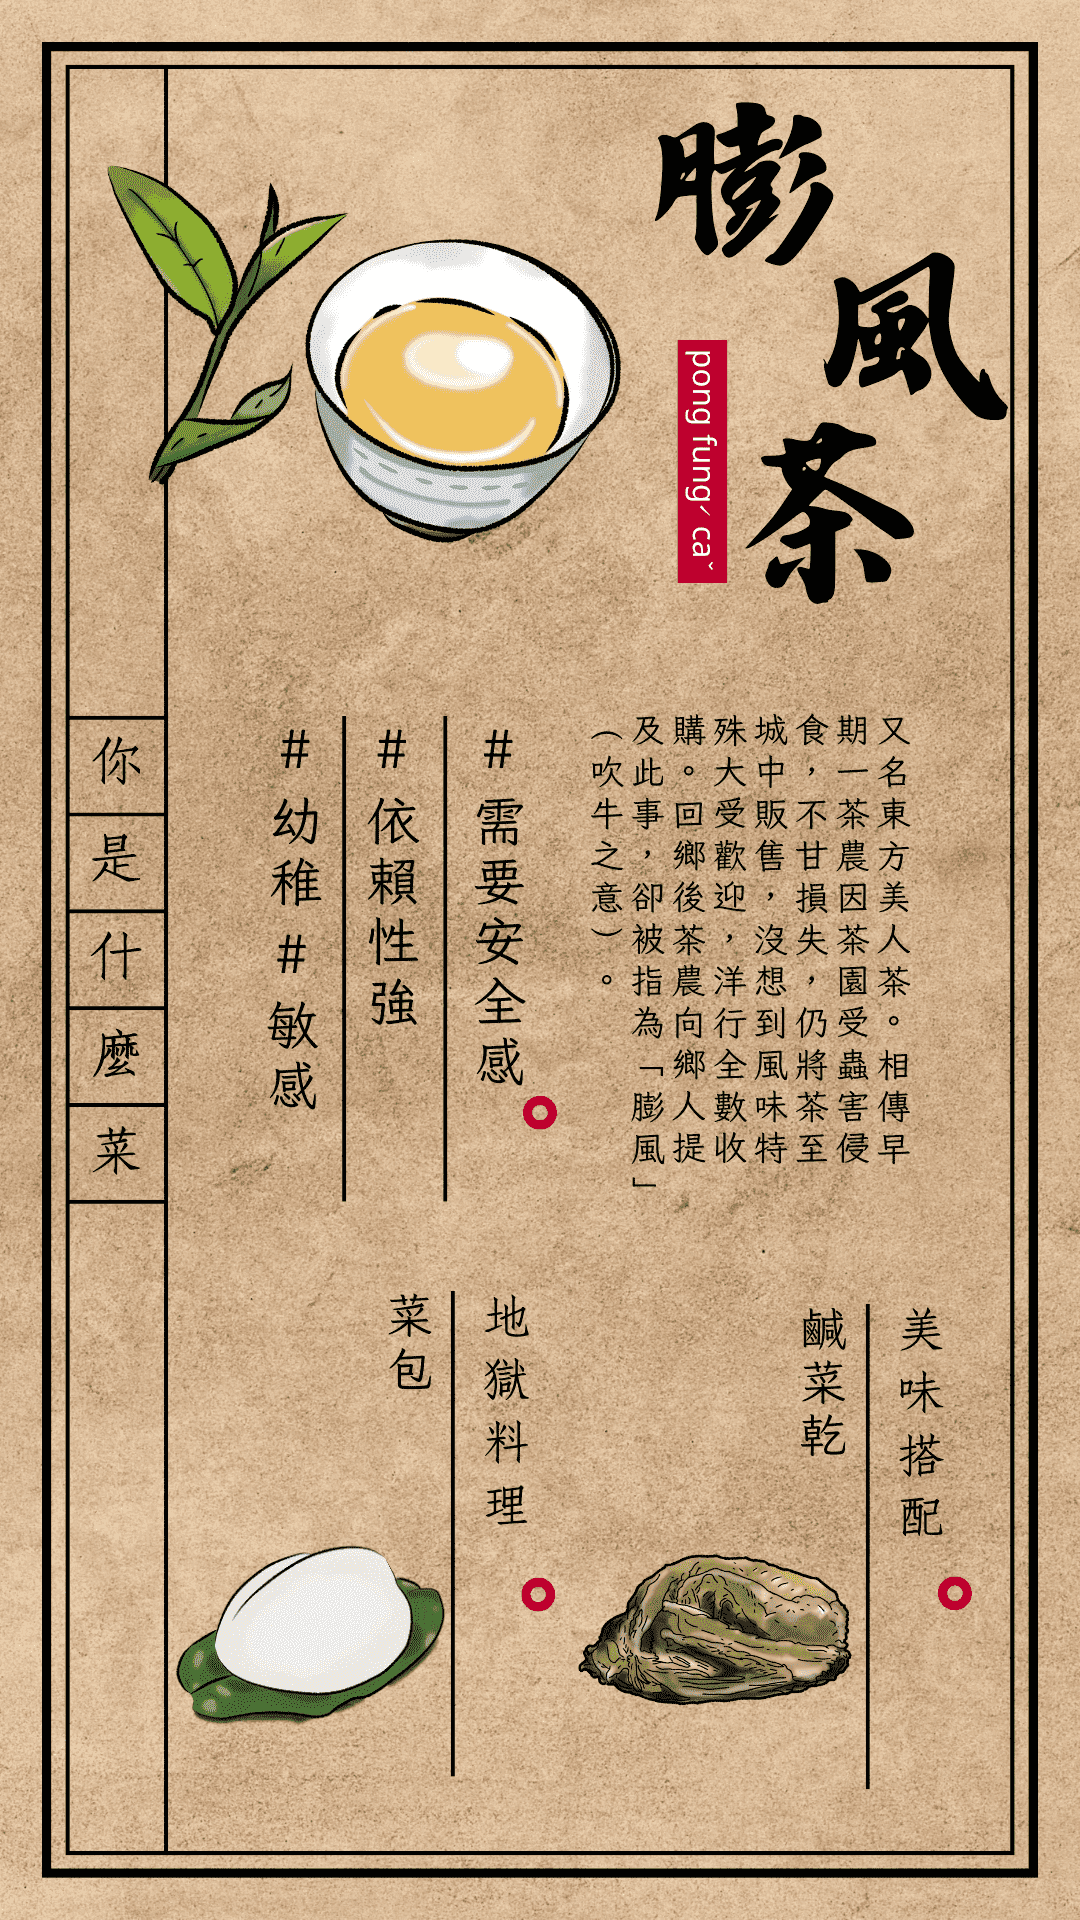 膨風茶
pong fungˊ caˇ
又名東方美人茶。相傳早
期一茶農因茶園受蟲害侵
食，不甘損失，仍將茶至
城中販售，沒想到風味特
殊大受歡迎，洋行全數收
購。回鄉後茶農向鄉人提
及此事，卻被指為「膨風」
（吹牛之意）。
#需要安全感
#依賴性強
#幼稚#敏感
美味搭配
鹹菜乾
地獄料理
菜包
你是什麼菜